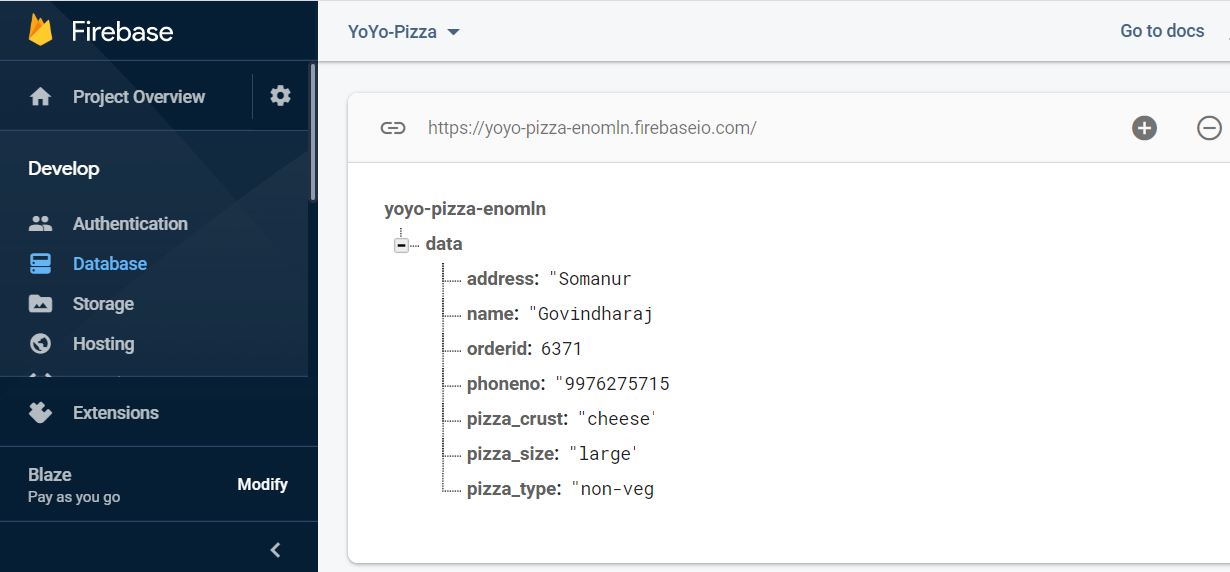 Firebase
Project Overview
Develop
Authentication
Database
Storage
Hosting
Extensions
Blaze
Pay as you go
Modify
YoYo-Pizza
Go to docs
https://yoyo-pizza-enomln.firebaseio.com/
yoyo-pizza-enomln
data
address: "Somanur
name: "Govindharaj
orderid: 6371
phoneno: "9976275715
pizza_crust: "cheese'
pizza_size: "large'
pizza_type: "non-veg